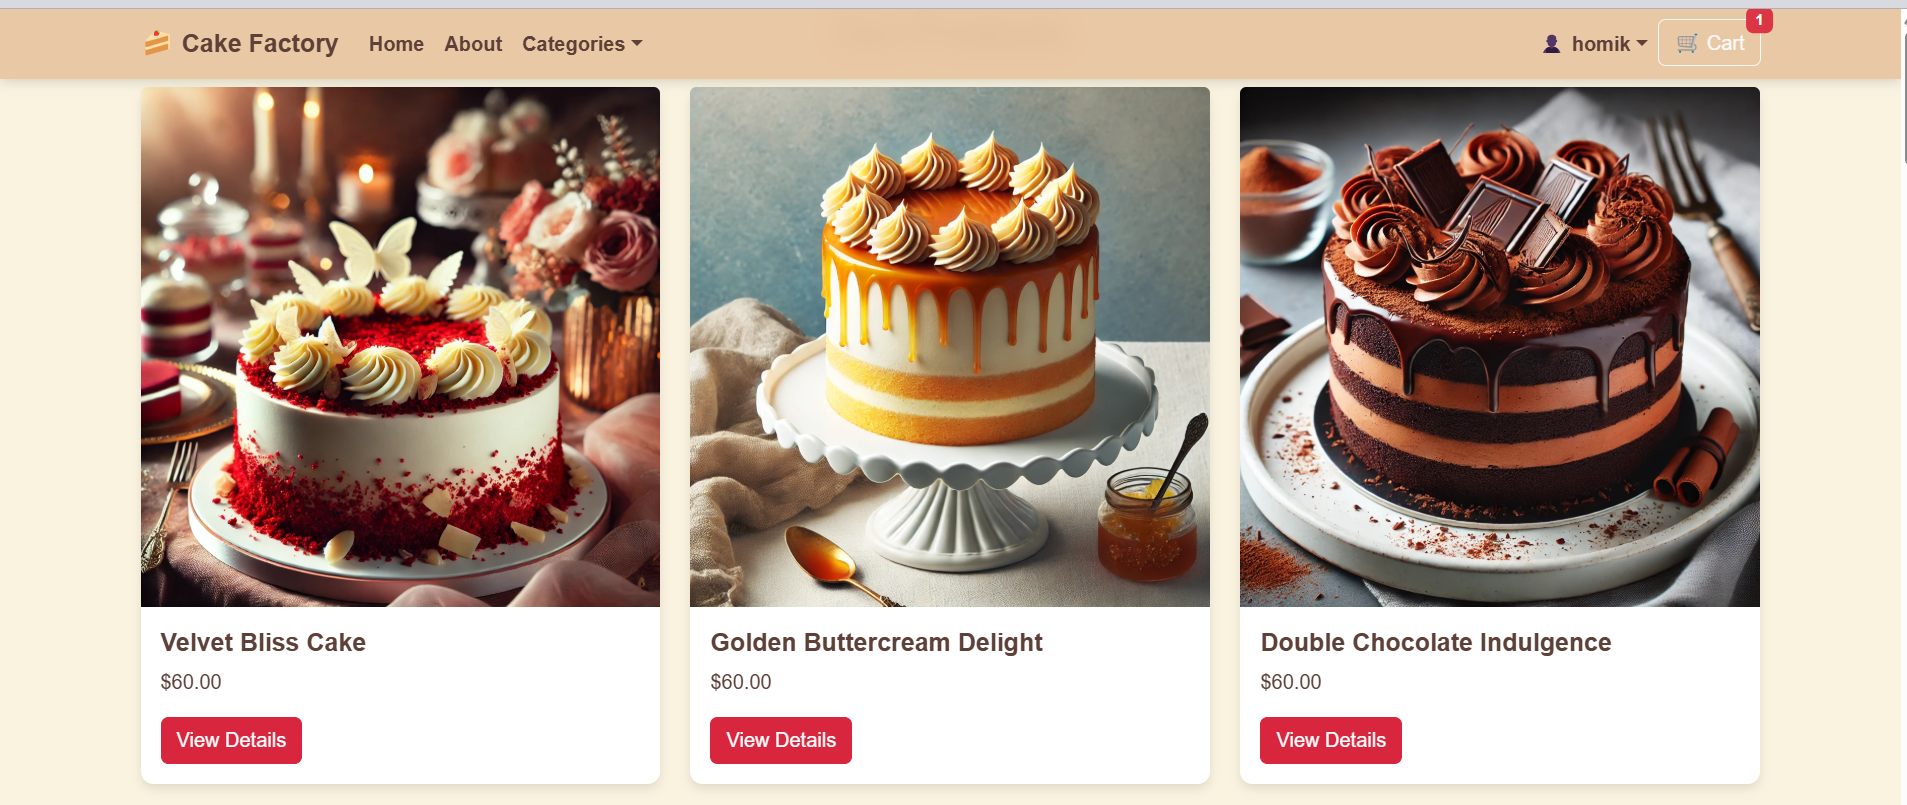 Cake Factory Home About Categories homik Cart 1
Velvet Bliss Cake
$60.00
View Details
Golden Buttercream Delight
$60.00
View Details
Double Chocolate Indulgence
$60.00
View Details